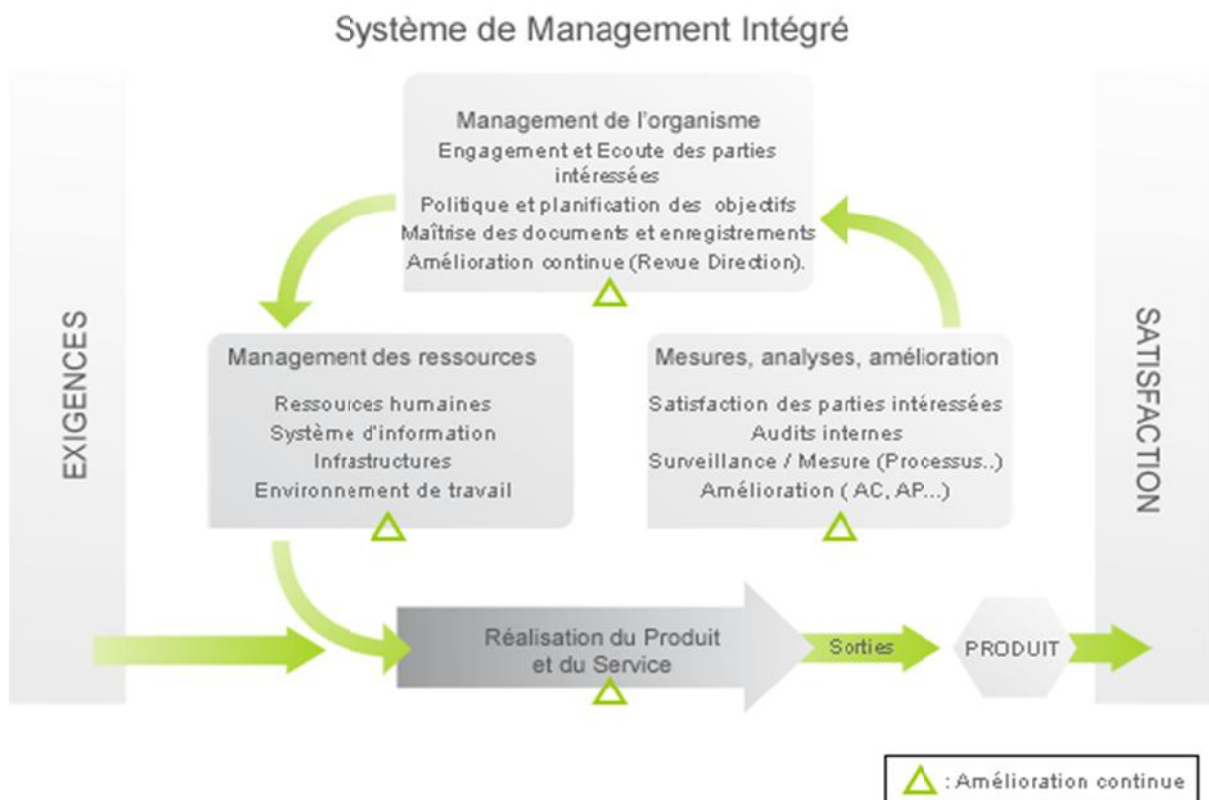 Système de Management Intégré
Management de l'organisme
Engagement et Ecoute des parties
intéressées
Politique et planification des objectifs
Maîtrise des documents et enregistrements
Amélioration continue (Revue Direction).
EXIGENCES
Management des ressources
Ressources humaines
Système d'information
Infrastructures
Environnement de travail
Mesures, analyses, amélioration
Satisfaction des parties intéressées
Audits internes
Surveillance / Mesure (Processus..)
Amélioration ( AC, AP...)
SATISFACTION
Réalisation du Produit
et du Service
Sorties
PRODUIT
: Amélioration continue